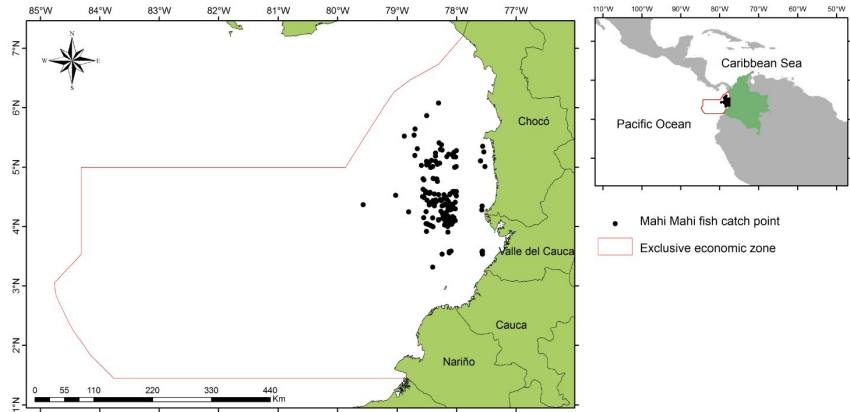 85°W 82°W 81°W 80°W 79°W 78°W 77°W
7°N
6°N
5°N
4°N
3°N
2°N
1°N
N
W E
S
Chocó
Valle del Cauca
Cauca
Nariño
0 55 110 220 330 440
Km
110°W 100°W 90°W 80°W 70°W 60°W 50°W
Caribbean Sea
Pacific Ocean
Mahi Mahi fish catch point
Exclusive economic zone